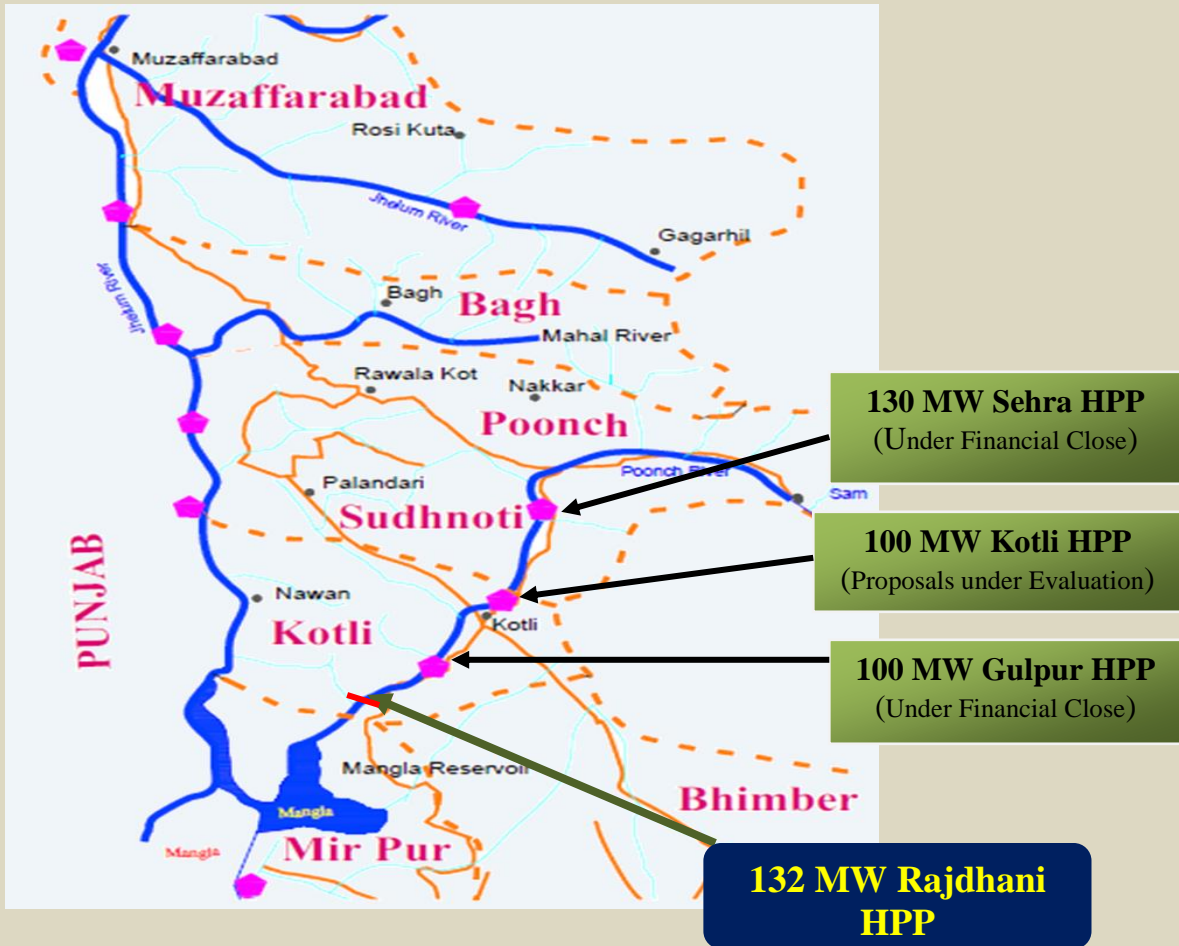 Muzaffarabad
Muzaffarabad
Rosi Kuta
Jhelum River
Gagarhil
Jhelum River
Bagh
Bagh
Mahal River
Rawala Kot
Nakkar
Poonch
130 MW Sehra HPP
(Under Financial Close)
Poonch River
Palandari
Sam
Sudhnoti
PUNJAB
100 MW Kotli HPP
(Proposals under Evaluation)
Nawan
Kotli
Kotli
100 MW Gulpur HPP
(Under Financial Close)
Mangla Reservoir
Bhimber
Mangla
Mangla
Mir Pur
132 MW Rajdhani
HPP